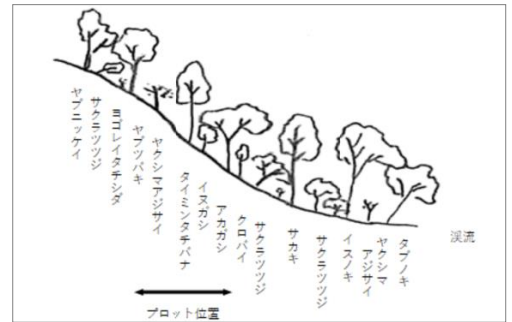 ヤブニッケイ
サクラツツジ
ヨゴレイタチシダ
ヤブツバキ
ヤクシマアジサイ
タイミンタチバナ
イヌガシ
アカガシ
クロバイ
サクラツツジ
サカキ
サクラツツジ
イスノキ
ヤクシマ
アジサイ
タブノキ
渓流
プロット位置